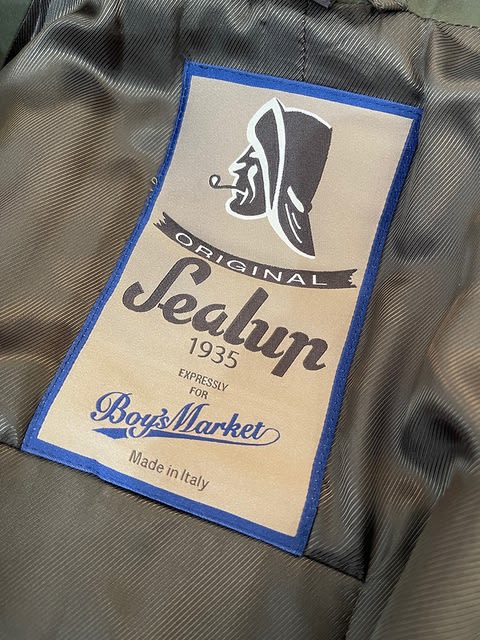 ORIGINAL
Sealup
1935
EXPRESSLY
FOR
Boy's Market
Made in Italy